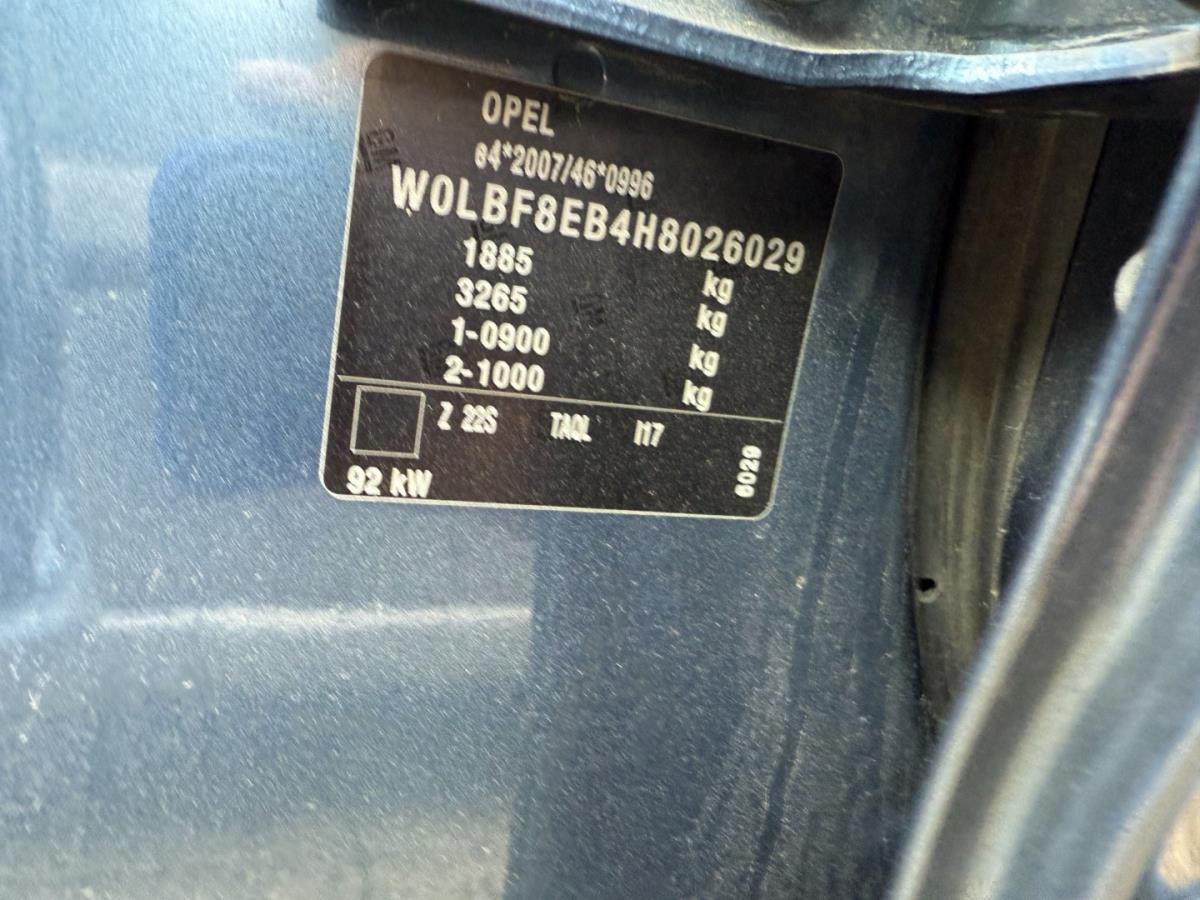 OPEL
e4*2007/46*0996
W0LBF8EB4H8026029
1885 kg
3265 kg
1-0900 kg
2-1000 kg
Z 22S TAQL I17
92 kW
6029